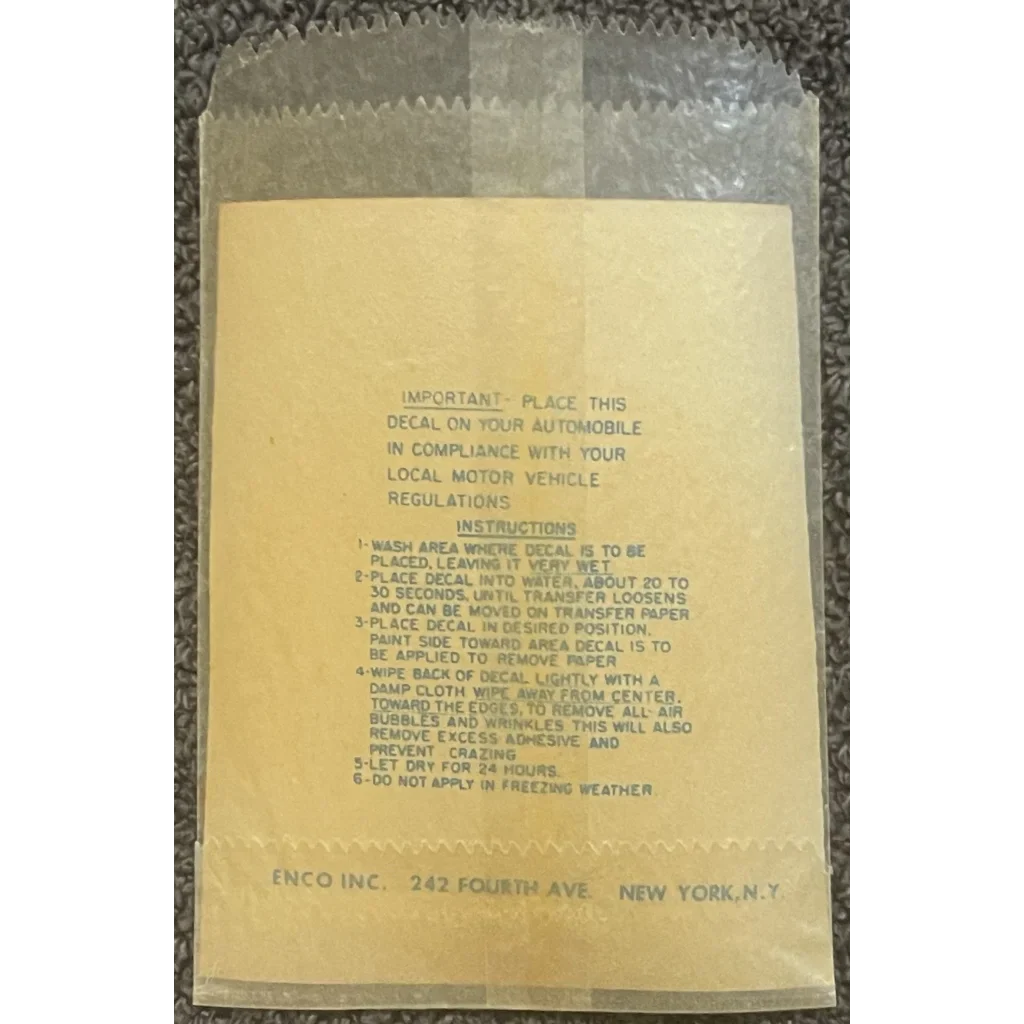 IMPORTANT- PLACE THIS
DECAL ON YOUR AUTOMOBILE
IN COMPLIANCE WITH YOUR
LOCAL MOTOR VEHICLE
REGULATIONS
INSTRUCTIONS
1-WASH AREA WHERE DECAL IS TO BE
PLACED, LEAVING IT VERY WET
2-PLACE DECAL INTO WATER, ABOUT 20 TO
30 SECONDS, UNTIL TRANSFER LOOSENS
AND CAN BE MOVED ON TRANSFER PAPER
3-PLACE DECAL IN DESIRED POSITION,
PAINT SIDE TOWARD AREA DECAL IS TO
BE APPLIED TO REMOVE PAPER
4-WIPE BACK OF DECAL LIGHTLY WITH A
DAMP CLOTH WIPE AWAY FROM CENTER,
TOWARD THE EDGES, TO REMOVE ALL AIR
BUBBLES AND WRINKLES THIS WILL ALSO
REMOVE EXCESS ADHESIVE AND
PREVENT CRAZING
5-LET DRY FOR 24 HOURS.
6-DO NOT APPLY IN FREEZING WEATHER.
ENCO INC. 242 FOURTH AVE. NEW YORK, N.Y.